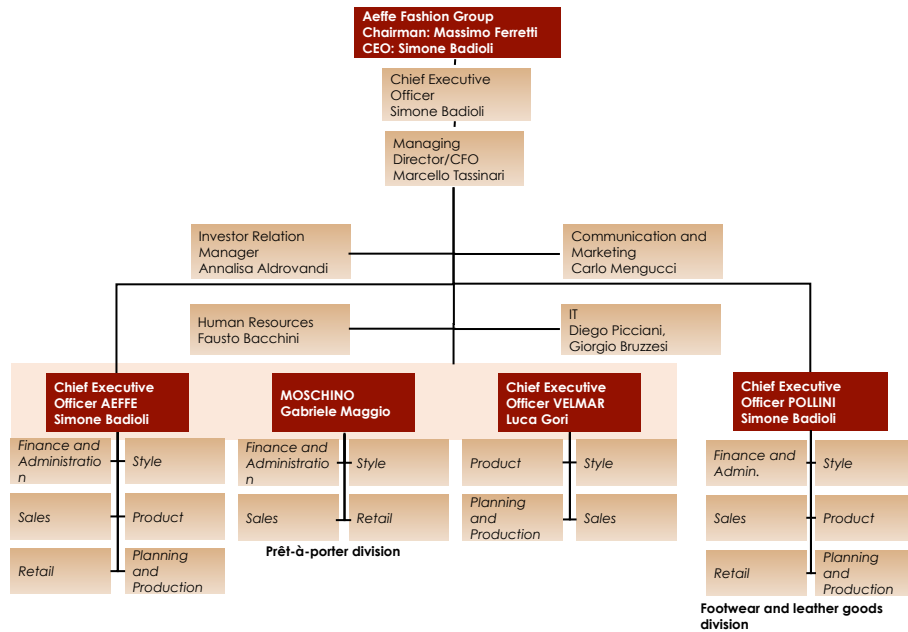 Aeffe Fashion Group
Chairman: Massimo Ferretti
CEO: Simone Badioli
Chief Executive
Officer
Simone Badioli
Managing
Director/CFO
Marcello Tassinari
Investor Relation
Manager
Annalisa Aldrovandi
Communication and
Marketing
Carlo Mengucci
Human Resources
Fausto Bacchini
IT
Diego Picciani,
Giorgio Bruzzesi
Chief Executive
Officer AEFFE
Simone Badioli
MOSCHINO
Gabriele Maggio
Chief Executive
Officer VELMAR
Luca Gori
Chief Executive
Officer POLLINI
Simone Badioli
Finance and
Administratio
n
Style
Sales
Product
Retail
Planning
and
Production
Finance and
Administratio
n
Style
Sales
Retail
Prêt-à-porter division
Product
Style
Planning
and
Production
Sales
Finance and
Admin.
Style
Sales
Product
Retail
Planning
and
Production
Footwear and leather goods
division